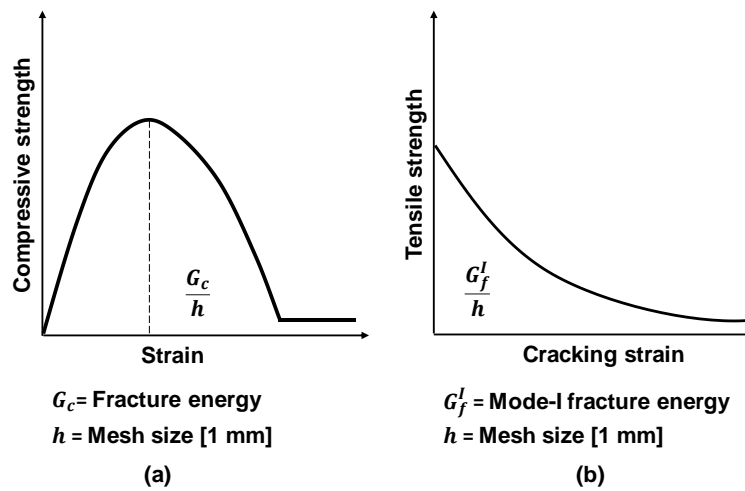 Compressive strength
G_c
h
Strain
G_c= Fracture energy
h = Mesh size [1 mm]
(a)
Tensile strength
G_f^I
h
Cracking strain
G_f^I= Mode-I fracture energy
h = Mesh size [1 mm]
(b)